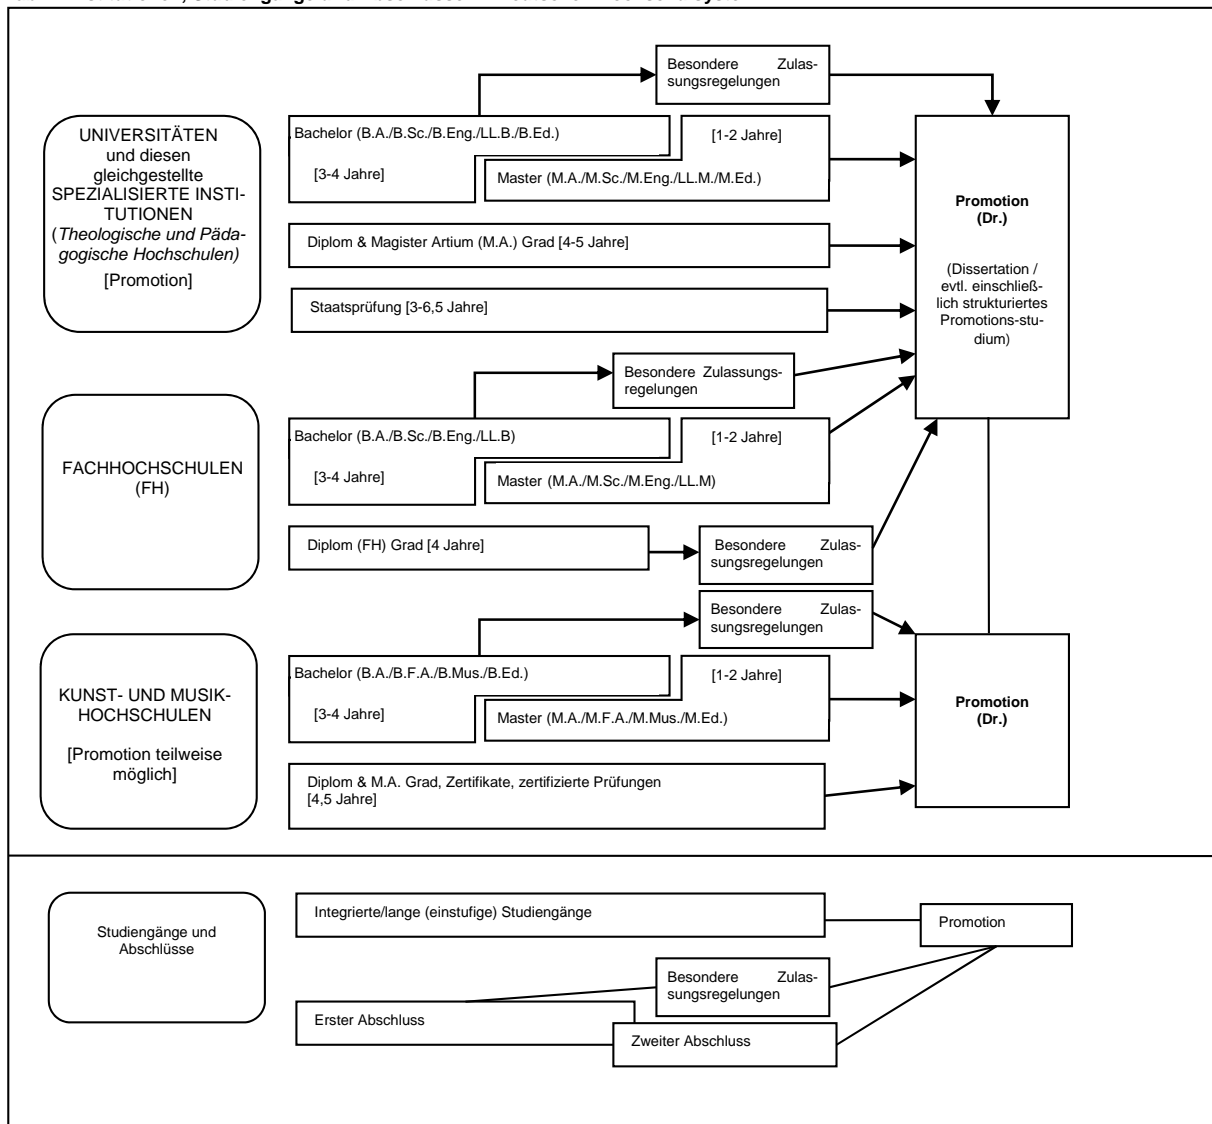 Besondere Zulas-
sungsregelungen
UNIVERSITÄTEN
und diesen
gleichgestellte
SPEZIALISIERTE INSTI-
TUTIONEN
(Theologische und Päda-
gogische Hochschulen)
[Promotion]
Bachelor (B.A./B.Sc./B.Eng./LL.B./B.Ed.)
[3-4 Jahre]
[1-2 Jahre]
Master (M.A./M.Sc./M.Eng./LL.M./M.Ed.)
Diplom & Magister Artium (M.A.) Grad [4-5 Jahre]
Staatsprüfung [3-6,5 Jahre]
Promotion
(Dr.)
(Dissertation /
evtl. einschließ-
lich strukturiertes
Promotions-stu-
dium)
Besondere Zulassungs-
regelungen
FACHHOCHSCHULEN
(FH)
Bachelor (B.A./B.Sc./B.Eng./LL.B)
[3-4 Jahre]
[1-2 Jahre]
Master (M.A./M.Sc./M.Eng./LL.M)
Diplom (FH) Grad [4 Jahre]
Besondere Zulas-
sungsregelungen
Besondere Zulas-
sungsregelungen
KUNST- UND MUSIK-
HOCHSCHULEN
[Promotion teilweise
möglich]
Bachelor (B.A./B.F.A./B.Mus./B.Ed.)
[3-4 Jahre]
[1-2 Jahre]
Master (M.A./M.F.A./M.Mus./M.Ed.)
Diplom & M.A. Grad, Zertifikate, zertifizierte Prüfungen
[4,5 Jahre]
Promotion
(Dr.)
Studiengänge und
Abschlüsse
Integrierte/lange (einstufige) Studiengänge
Promotion
Besondere Zulas-
sungsregelungen
Erster Abschluss
Zweiter Abschluss